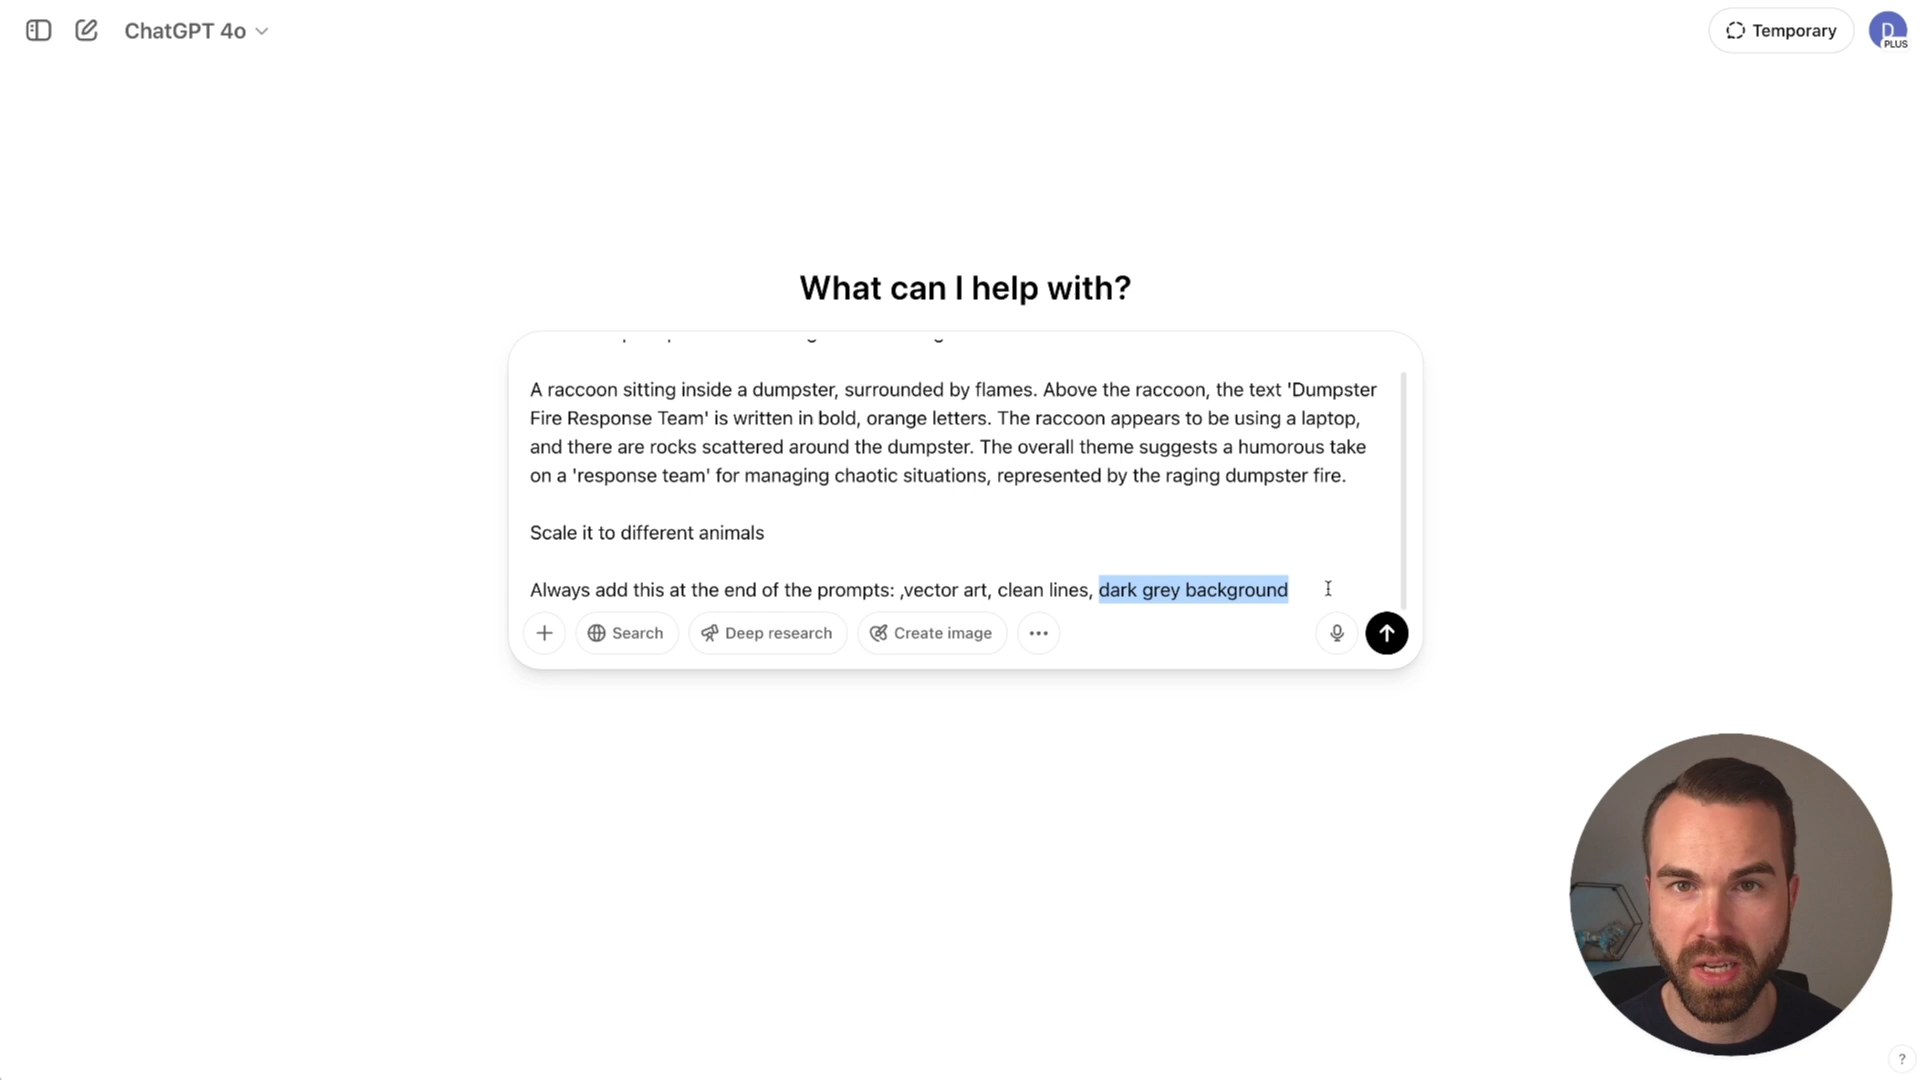 ChatGPT 4o
Temporary
D
PLUS
What can I help with?
A raccoon sitting inside a dumpster, surrounded by flames. Above the raccoon, the text 'Dumpster
Fire Response Team' is written in bold, orange letters. The raccoon appears to be using a laptop,
and there are rocks scattered around the dumpster. The overall theme suggests a humorous take
on a 'response team' for managing chaotic situations, represented by the raging dumpster fire.
Scale it to different animals
Always add this at the end of the prompts: ,vector art, clean lines, dark grey background
Search
Deep research
Create image
?